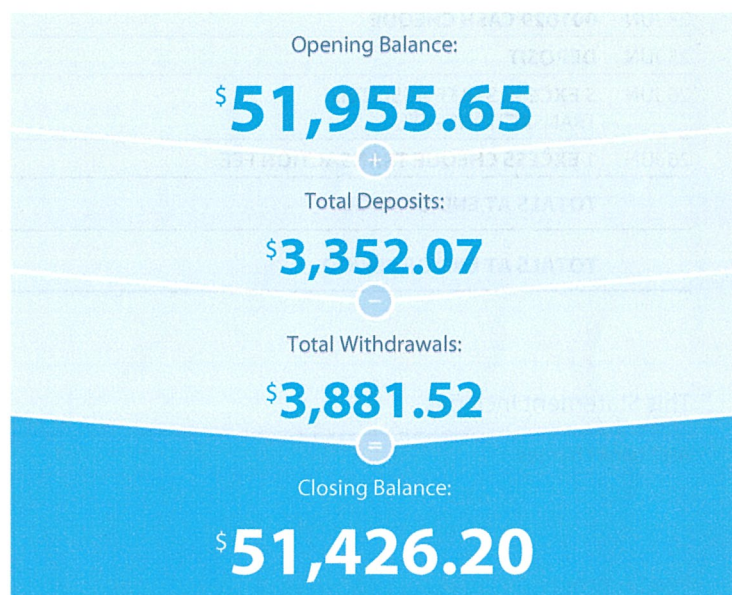 Opening Balance:
$51,955.65
+
Total Deposits:
$3,352.07
−
Total Withdrawals:
$3,881.52
=
Closing Balance:
$51,426.20